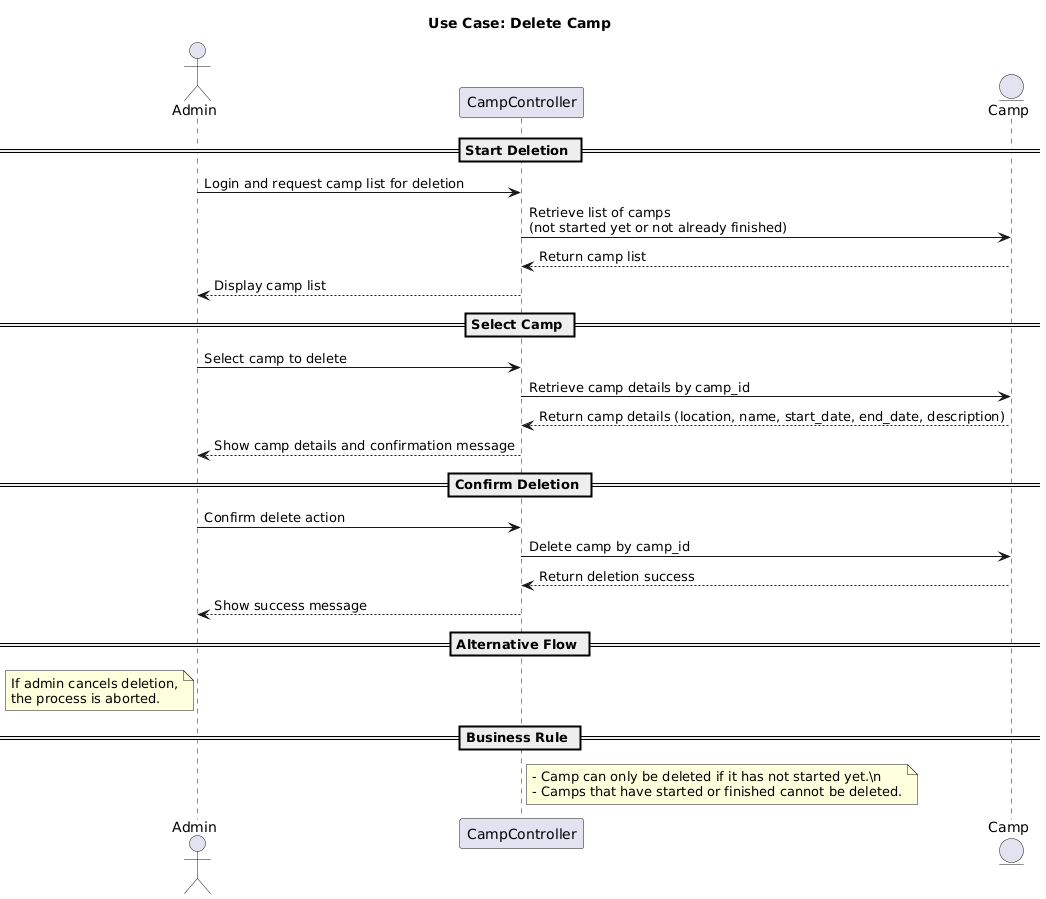 Use Case: Delete Camp
Admin
CampController
Camp
Start Deletion
Login and request camp list for deletion
Retrieve list of camps
(not started yet or not already finished)
Return camp list
Display camp list
Select Camp
Select camp to delete
Retrieve camp details by camp_id
Return camp details (location, name, start_date, end_date, description)
Show camp details and confirmation message
Confirm Deletion
Confirm delete action
Delete camp by camp_id
Return deletion success
Show success message
Alternative Flow
If admin cancels deletion,
the process is aborted.
Business Rule
- Camp can only be deleted if it has not started yet.\n
- Camps that have started or finished cannot be deleted.
Admin
CampController
Camp